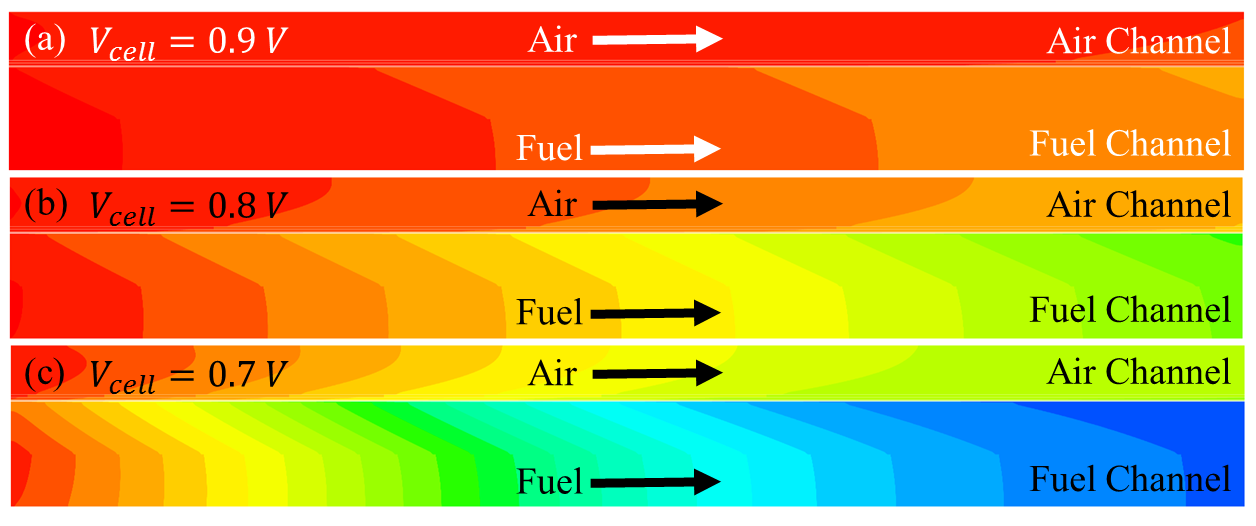 (a) V_cell = 0.9 V Air Air Channel
Fuel Fuel Channel
(b) V_cell = 0.8 V Air Air Channel
Fuel Fuel Channel
(c) V_cell = 0.7 V Air Air Channel
Fuel Fuel Channel